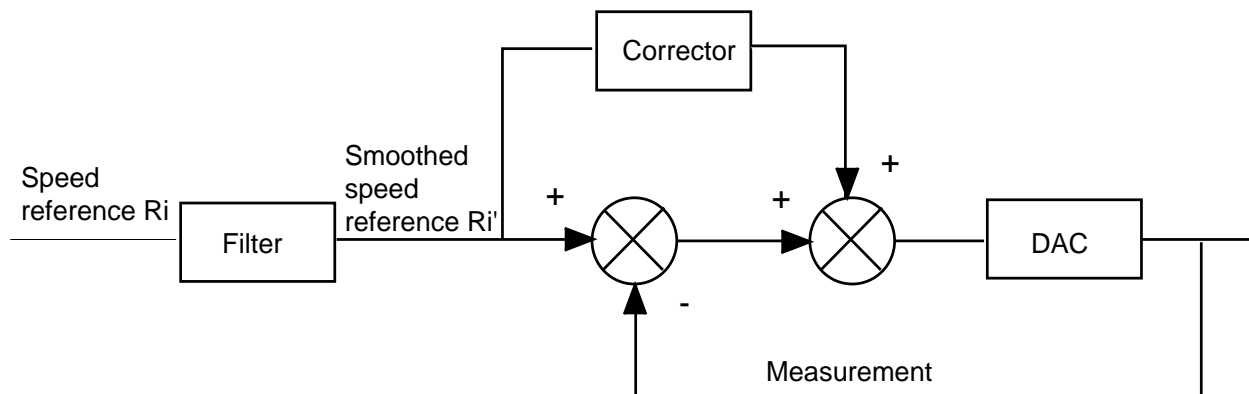 Corrector
Speed
reference Ri
Filter
Smoothed
speed
reference Ri'
+
-
+
+
DAC
Measurement